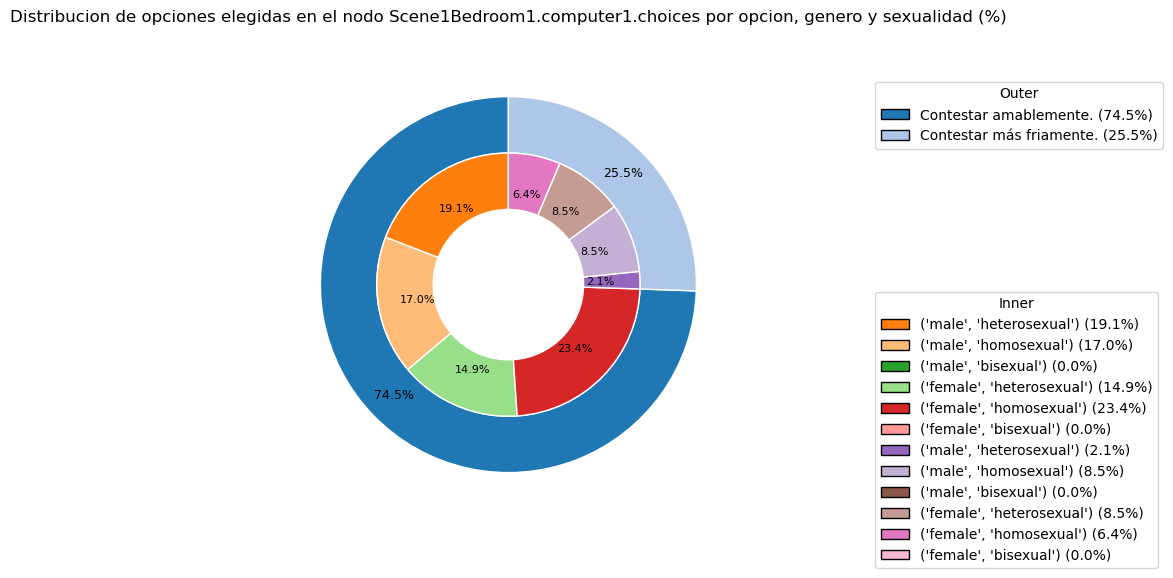 Distribucion de opciones elegidas en el nodo Scene1Bedroom1.computer1.choices por opcion, genero y sexualidad (%)
Outer
Contestar amablemente. (74.5%)
Contestar más friamente. (25.5%)
25.5%
6.4%
8.5%
19.1%
8.5%
2.1%
17.0%
23.4%
14.9%
74.5%
Inner
('male', 'heterosexual') (19.1%)
('male', 'homosexual') (17.0%)
('male', 'bisexual') (0.0%)
('female', 'heterosexual') (14.9%)
('female', 'homosexual') (23.4%)
('female', 'bisexual') (0.0%)
('male', 'heterosexual') (2.1%)
('male', 'homosexual') (8.5%)
('male', 'bisexual') (0.0%)
('female', 'heterosexual') (8.5%)
('female', 'homosexual') (6.4%)
('female', 'bisexual') (0.0%)